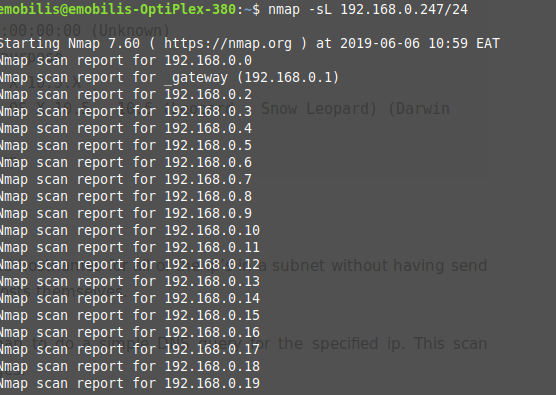 emobilis@emobilis-OptiPlex-380:~$ nmap -sL 192.168.0.247/24
:00:00:00 (Unknown)
Starting Nmap 7.60 ( https://nmap.org ) at 2019-06-06 10:59 EAT
Nmap scan report for 192.168.0.0
Nmap scan report for _gateway (192.168.0.1)
Nmap scan report for 192.168.0.2
Nmap scan report for 192.168.0.3
Snow Leopard) (Darwin
Nmap scan report for 192.168.0.4
Nmap scan report for 192.168.0.5
Nmap scan report for 192.168.0.6
Nmap scan report for 192.168.0.7
Nmap scan report for 192.168.0.8
Nmap scan report for 192.168.0.9
Nmap scan report for 192.168.0.10
Nmap scan report for 192.168.0.11
Nmap scan report for 192.168.0.12
a subnet without having send
Nmap scan report for 192.168.0.13
themselves
Nmap scan report for 192.168.0.14
Nmap scan report for 192.168.0.15
Nmap scan report for 192.168.0.16
to do a simple DNS query for the specified ip. This scan
Nmap scan report for 192.168.0.17
Nmap scan report for 192.168.0.18
Nmap scan report for 192.168.0.19